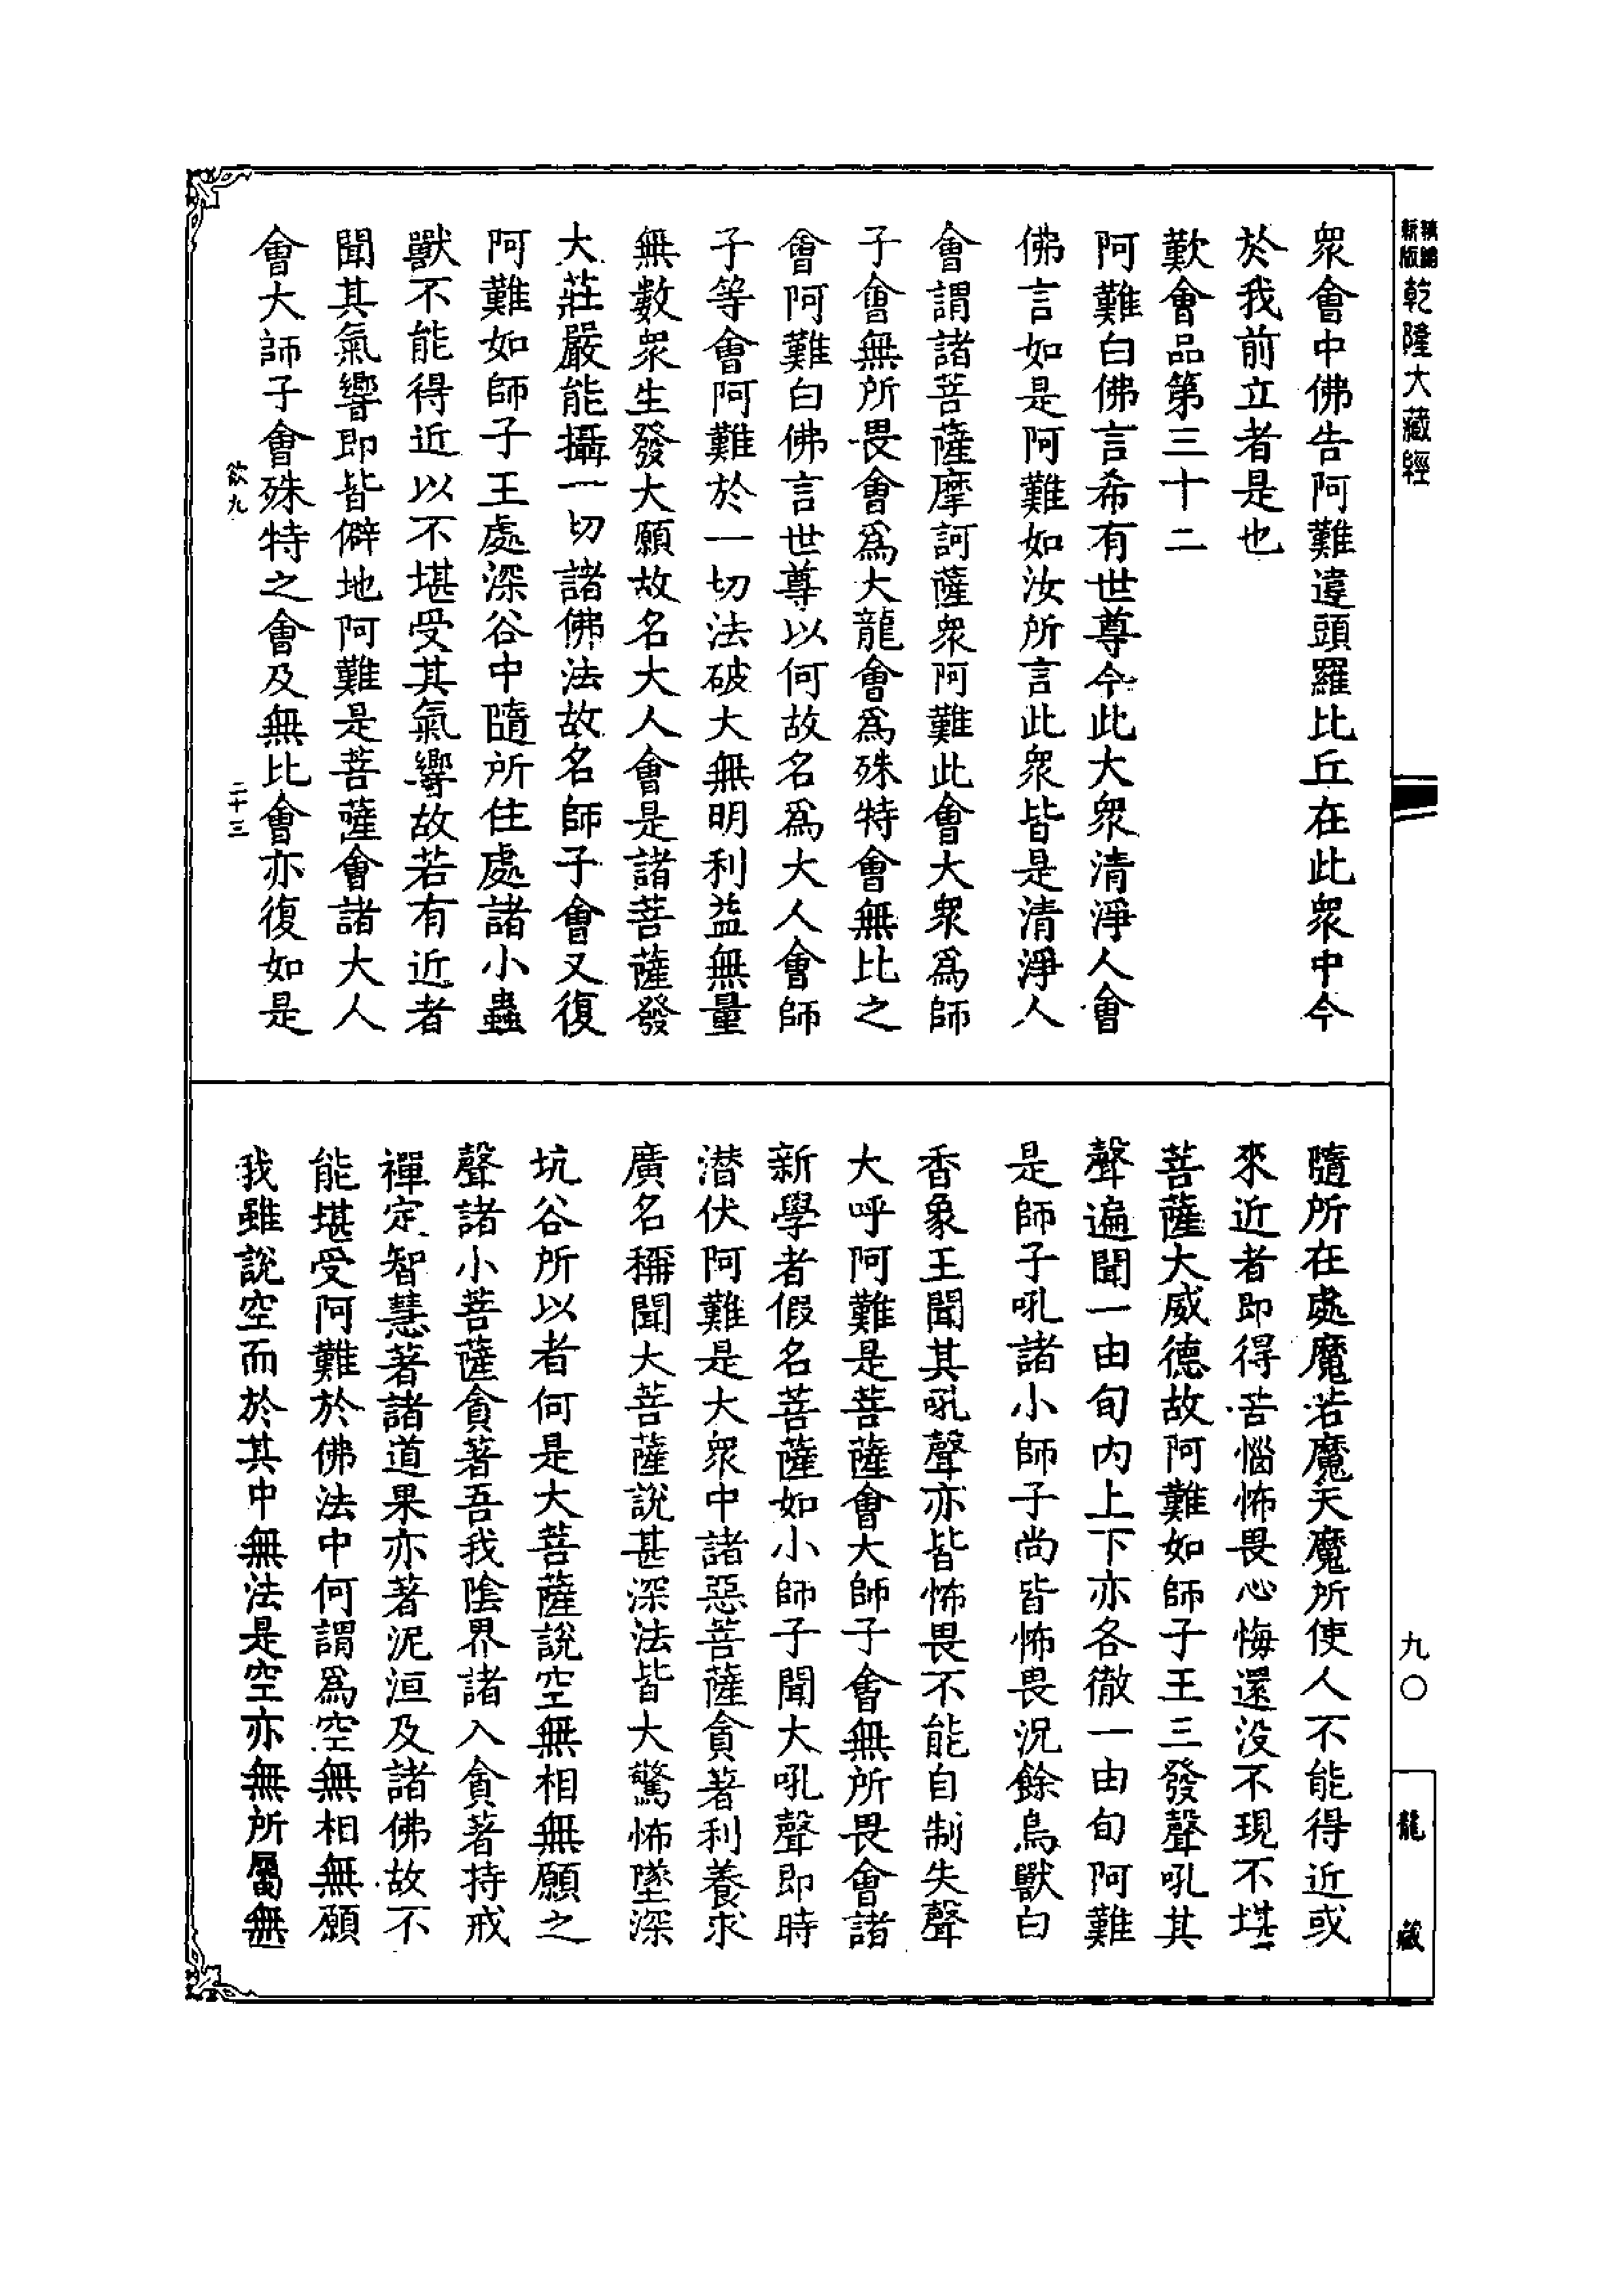 新版
乾隆大藏經
九〇
龍藏
衆會中佛告阿難違頭羅比丘在此衆中今
於我前立者是也
歎會品第三十二
阿難白佛言希有世尊今此大衆清淨人會
佛言如是阿難如汝所言此衆皆是清淨人
會謂諸菩薩摩訶薩衆阿難此會大衆爲師
子會無所畏會爲大龍會爲殊特會無比之
會阿難白佛言世尊以何故名爲大人會師
子等會阿難於一切法破大無明利益無量
無數衆生發大願故名大人會是諸菩薩發
大莊嚴能攝一切諸佛法故名師子會又復
阿難如師子王處深谷中隨所住處諸小蟲
獸不能得近以不堪受其氣響故若有近者
聞其氣響即皆僻地阿難是菩薩會諸大人
會大師子會殊特之會及無比會亦復如是
欲九
二十三
隨所在處魔若魔天魔所使人不能得近或
來近者即得苦惱怖畏心悔還没不現不堪
菩薩大威德故阿難如師子王三發聲吼其
聲遍聞一由旬内上下亦各徹一由旬阿難
是師子吼諸小師子尚皆怖畏況餘鳥獸白
香象王聞其吼聲亦皆怖畏不能自制失聲
大呼阿難是菩薩會大師子會無所畏會諸
新學者假名菩薩如小師子聞大吼聲即時
潛伏阿難是大衆中諸惡菩薩貪著利養求
廣名稱聞大菩薩說甚深法皆大驚怖墜深
坑谷所以者何是大菩薩說空無相無願之
聲諸小菩薩貪著吾我陰界諸入貪著持戒
禪定智慧著諸道果亦著泥洹及諸佛故不
能堪受阿難於佛法中何謂爲空無相無願
我雖說空而於其中無法是空亦無所屬無